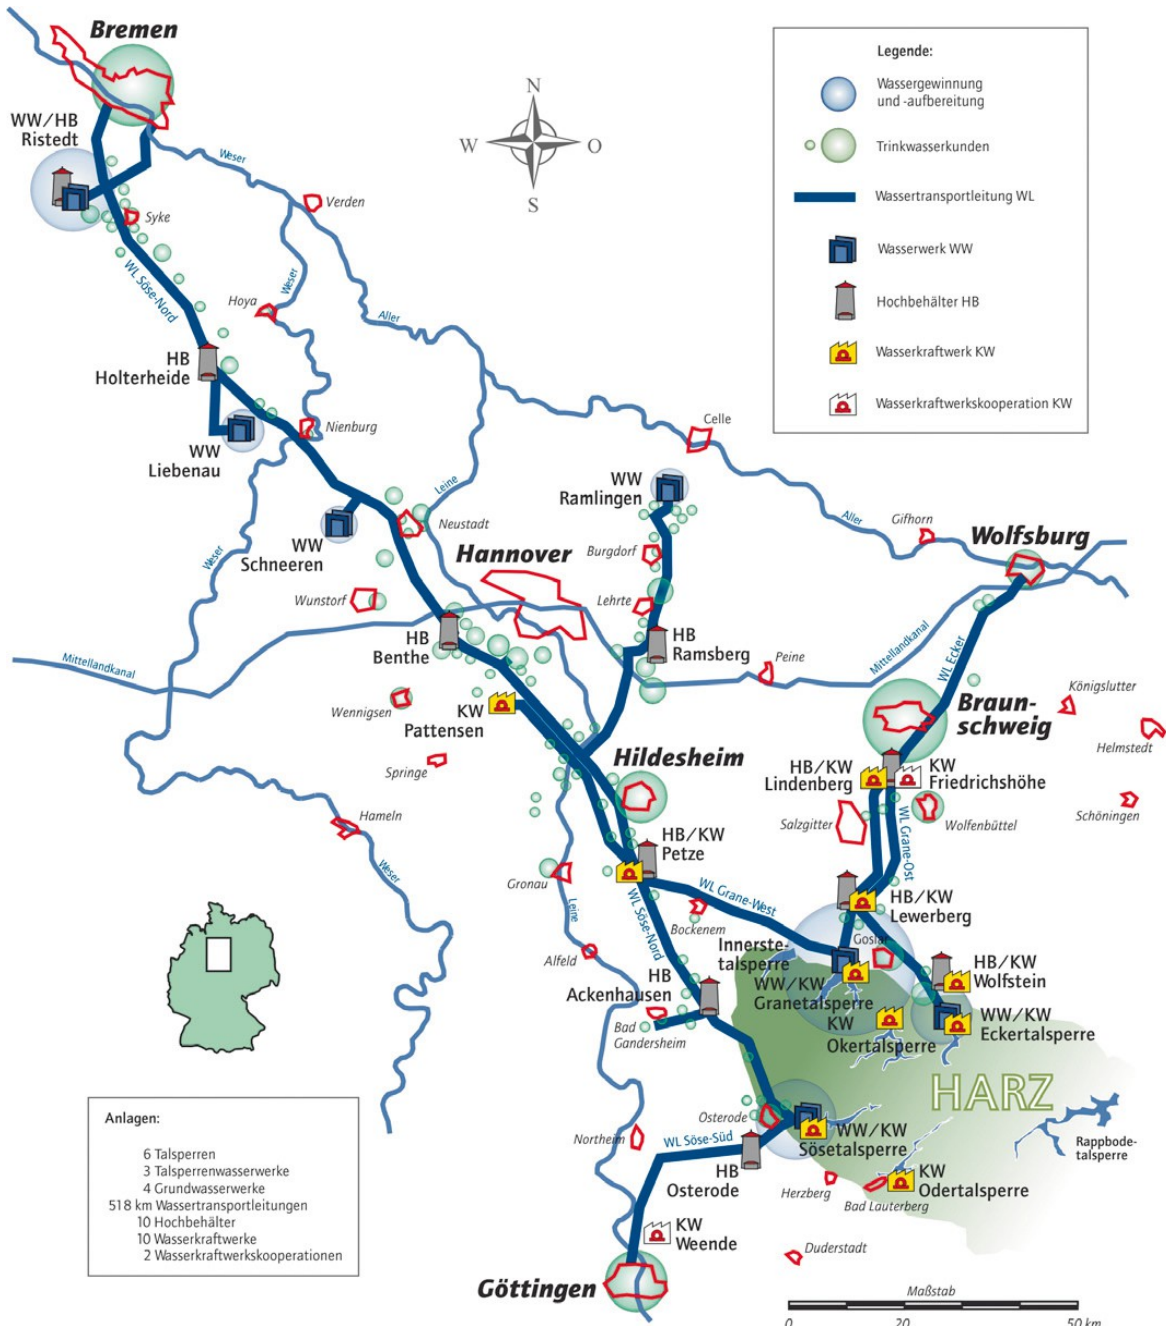 Bremen
WW/HB
Ristedt
Weser
Verden
Syke
WL Söse-Nord
Hoya
Weser
Aller
HB
Holterheide
Nienburg
WW
Liebenau
Celle
Leine
WW
Ramlingen
Neustadt
WW
Schneeren
Aller
Gifhorn
Wolfsburg
Weser
Hannover
Burgdorf
Wunstorf
Lehrte
HB
Benthe
HB
Ramsberg
Mittellandkanal
Mittellandkanal
WL Ecker
Peine
Königslutter
Wennigsen
KW
Pattensen
Braun-
schweig
Helmstedt
Springe
Hildesheim
HB/KW
Lindenberg
KW
Friedrichshöhe
Hameln
Salzgitter
Wolfenbüttel
Schöningen
HB/KW
Petze
WL Grane-Ost
Weser
Gronau
WL Grane-West
HB/KW
Lewerberg
Leine
WL Söse-Nord
Bockenem
Goslar
Alfeld
Innerste-
talsperre
HB/KW
Wolfstein
HB
Ackenhausen
WW/KW
Granetalsperre
Bad
Gandersheim
KW
Okertalsperre
WW/KW
Eckertalsperre
HARZ
Osterode
Northeim
WL Söse-Süd
WW/KW
Sösetalsperre
Rappbode-
talsperre
HB
Osterode
Herzberg
KW
Odertalsperre
Bad Lauterberg
KW
Weende
Duderstadt
Göttingen
N
W
O
S
Legende:
Wassergewinnung
und -aufbereitung
Trinkwasserkunden
Wassertransportleitung WL
Wasserwerk WW
Hochbehälter HB
Wasserkraftwerk KW
Wasserkraftwerkskooperation KW
Anlagen:
6 Talsperren
3 Talsperrenwasserwerke
4 Grundwasserwerke
518 km Wassertransportleitungen
10 Hochbehälter
10 Wasserkraftwerke
2 Wasserkraftwerkskooperationen
Maßstab
0 20 50 km